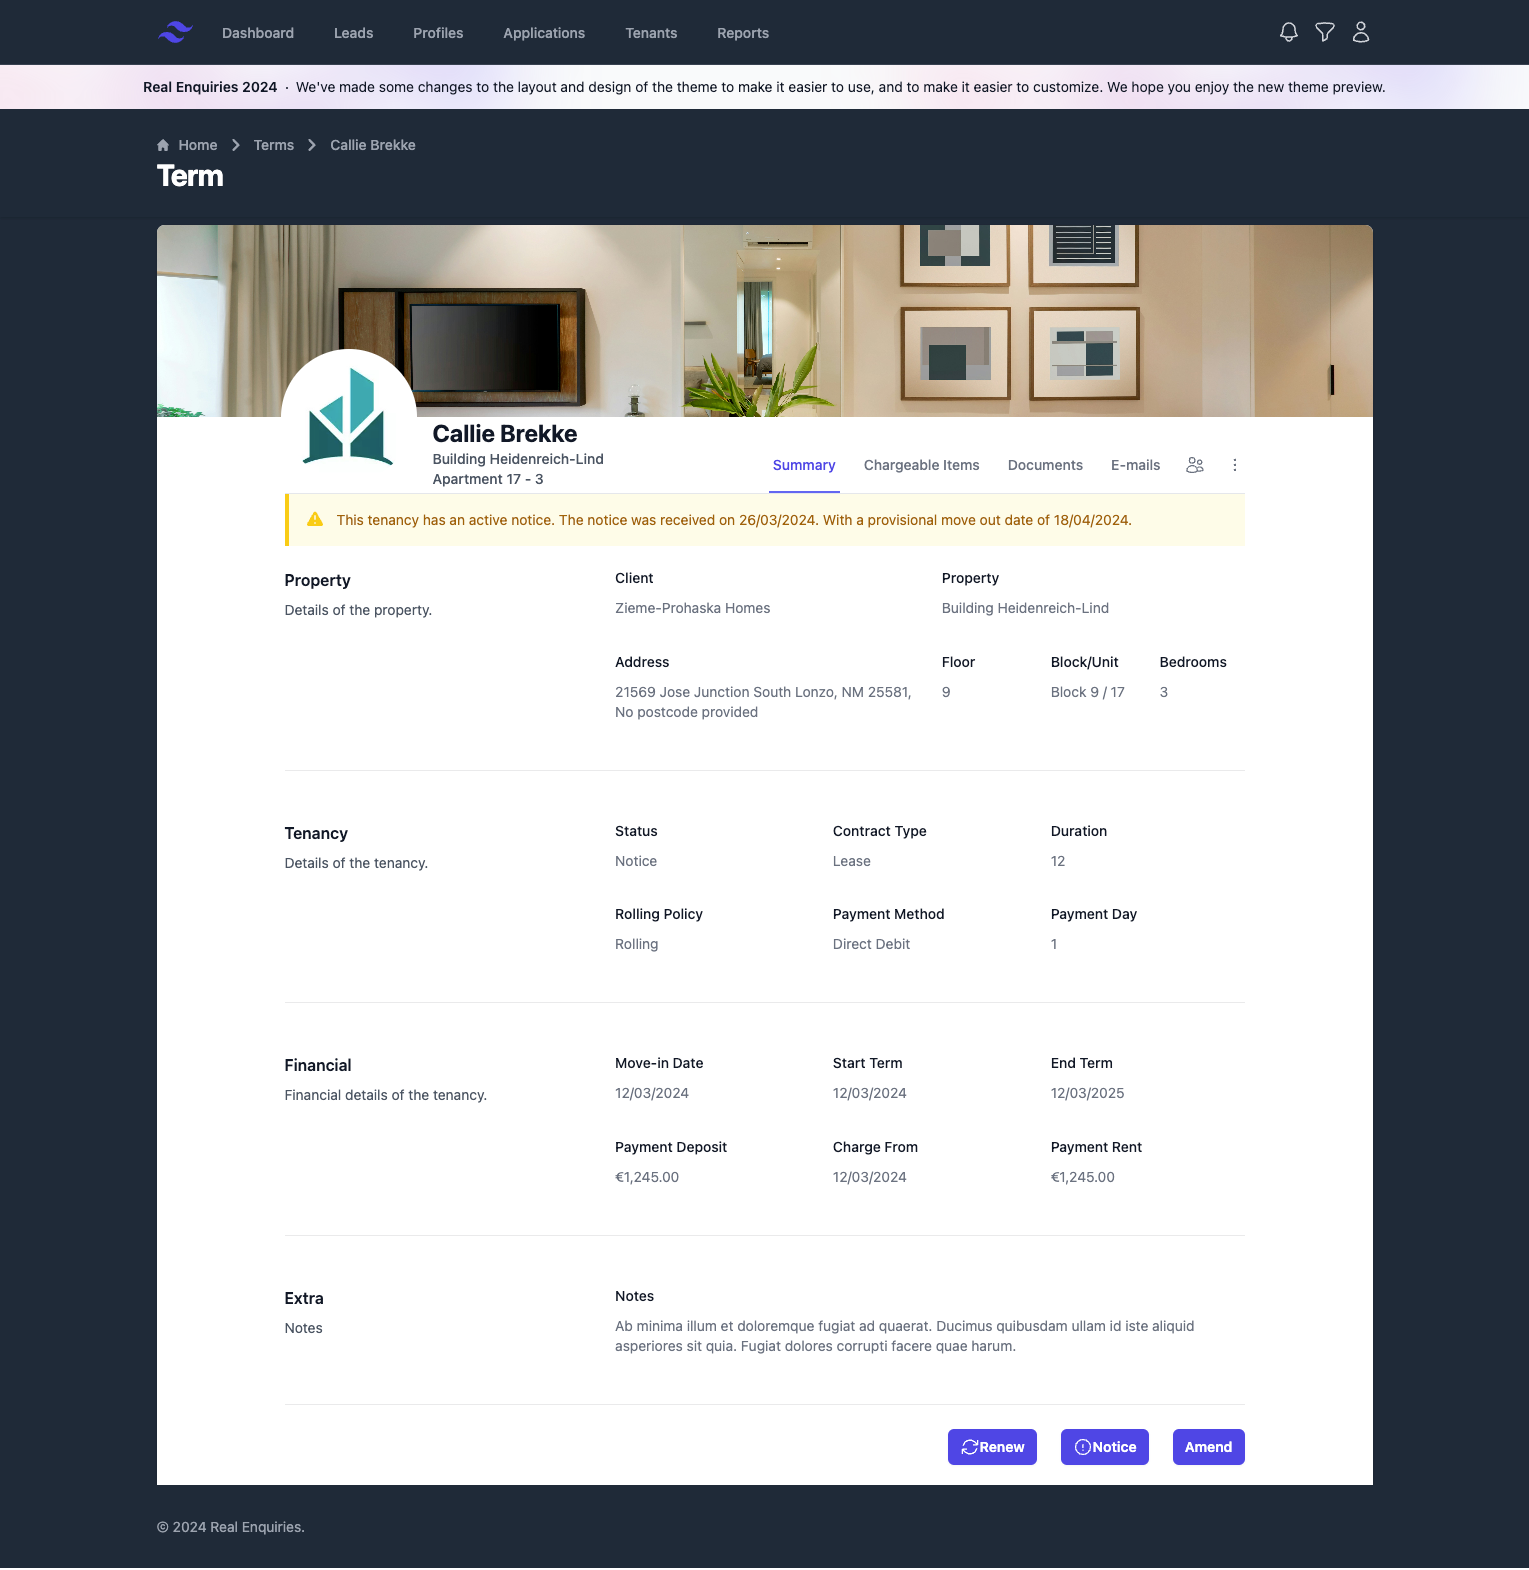 Dashboard Leads Profiles Applications Tenants Reports
Real Enquiries 2024 · We've made some changes to the layout and design of the theme to make it easier to use, and to make it easier to customize. We hope you enjoy the new theme preview.
Home Terms Callie Brekke
Term
Callie Brekke
Building Heidenreich-Lind
Apartment 17 - 3
Summary Chargeable Items Documents E-mails
This tenancy has an active notice. The notice was received on 26/03/2024. With a provisional move out date of 18/04/2024.
Property
Details of the property.
Client Property
Zieme-Prohaska Homes Building Heidenreich-Lind
Address Floor Block/Unit Bedrooms
21569 Jose Junction South Lonzo, NM 25581, 9 Block 9 / 17 3
No postcode provided
Tenancy
Details of the tenancy.
Status Contract Type Duration
Notice Lease 12
Rolling Policy Payment Method Payment Day
Rolling Direct Debit 1
Financial
Financial details of the tenancy.
Move-in Date Start Term End Term
12/03/2024 12/03/2024 12/03/2025
Payment Deposit Charge From Payment Rent
€1,245.00 12/03/2024 €1,245.00
Extra
Notes
Notes
Ab minima illum et doloremque fugiat ad quaerat. Ducimus quibusdam ullam id iste aliquid
asperiores sit quia. Fugiat dolores corrupti facere quae harum.
Renew Notice Amend
© 2024 Real Enquiries.